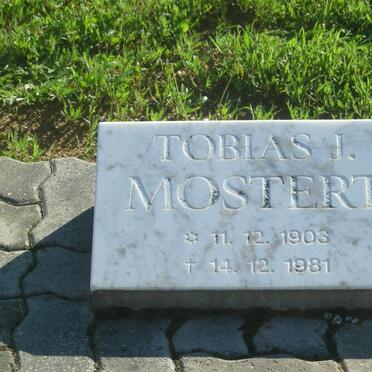 TOBIAS J.
MOSTERT
✡ 11. 12. 1903
† 14. 12. 1981